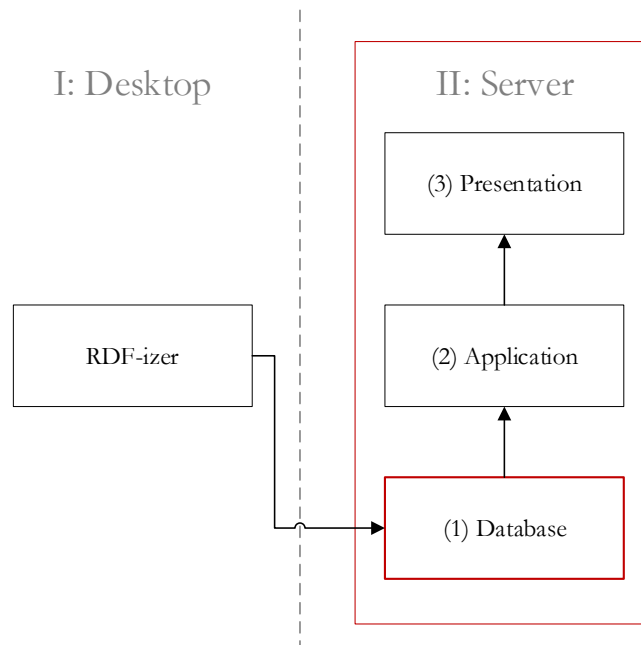 I: Desktop
II: Server
(3) Presentation
RDF-izer
(2) Application
(1) Database